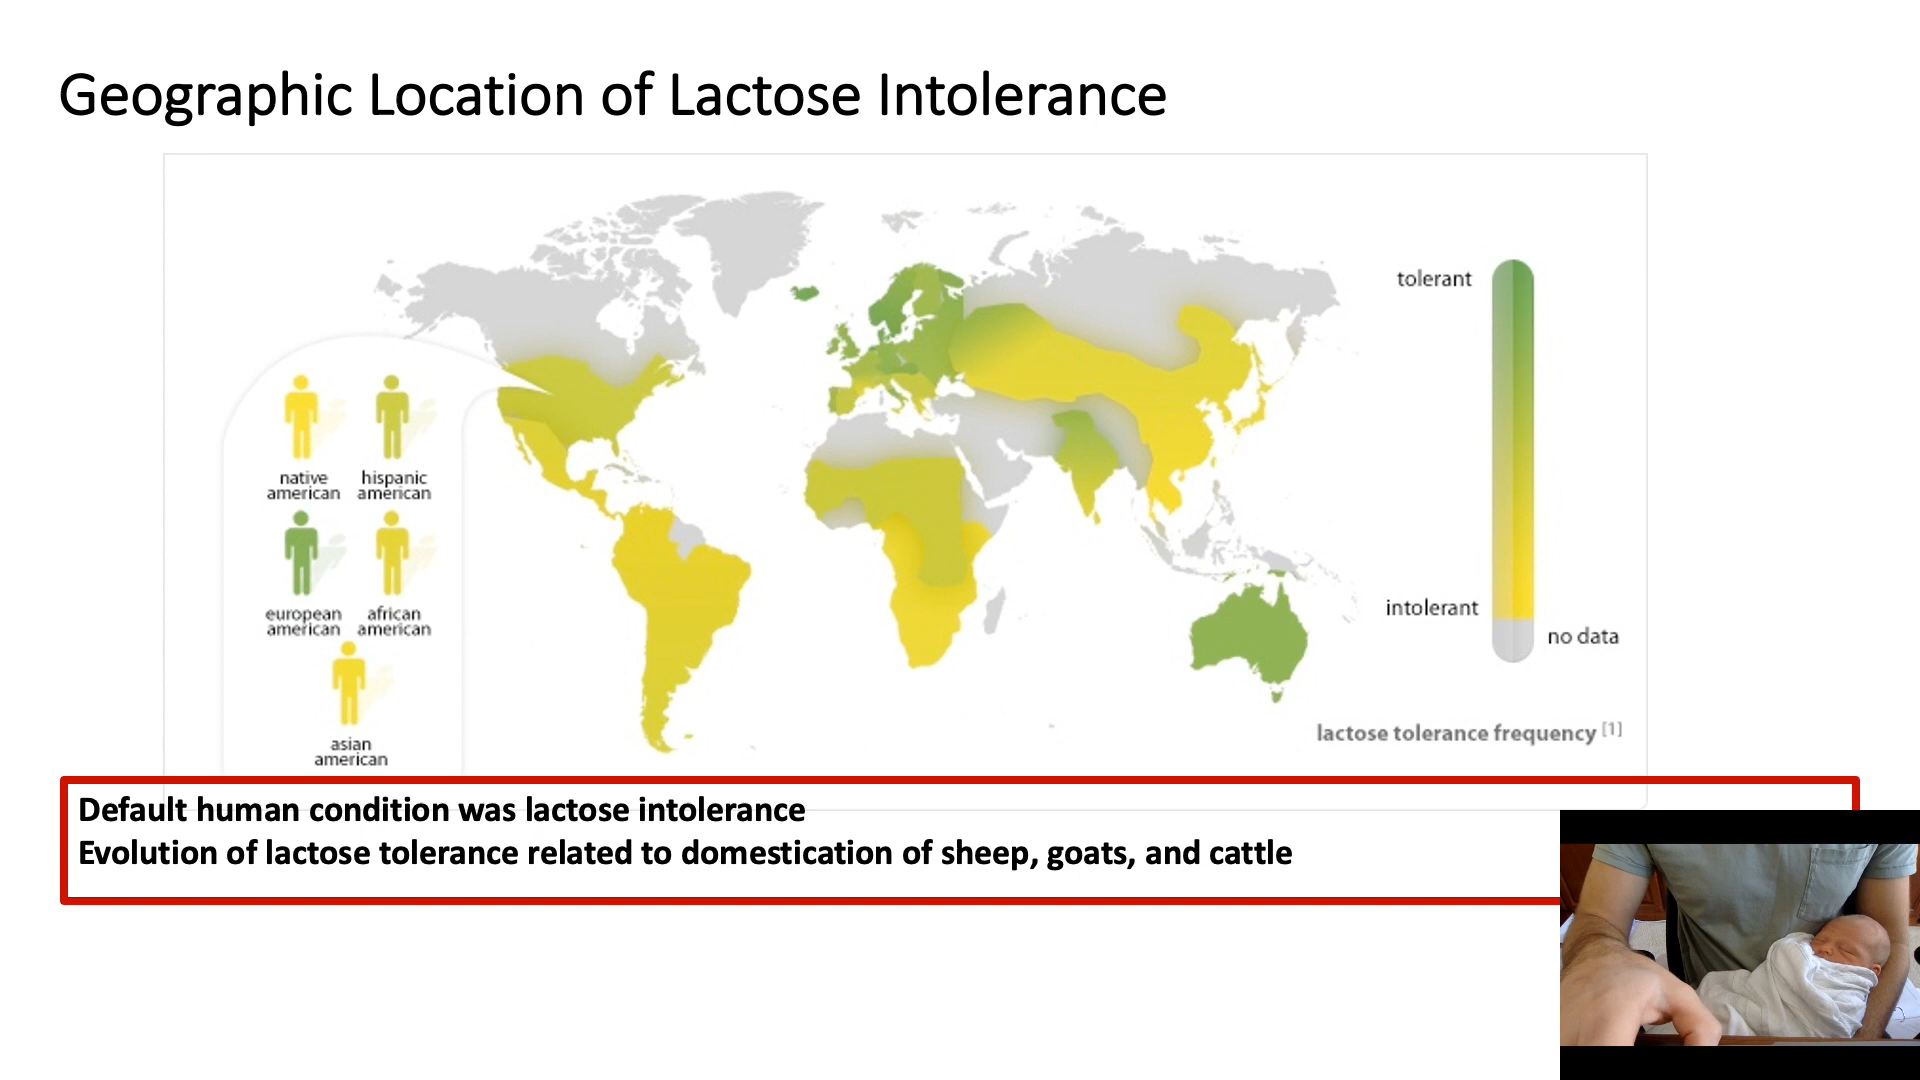 Geographic Location of Lactose Intolerance
tolerant
native
american
hispanic
american
european
american
african
american
asian
american
intolerant
no data
lactose tolerance frequency [1]
Default human condition was lactose intolerance
Evolution of lactose tolerance related to domestication of sheep, goats, and cattle